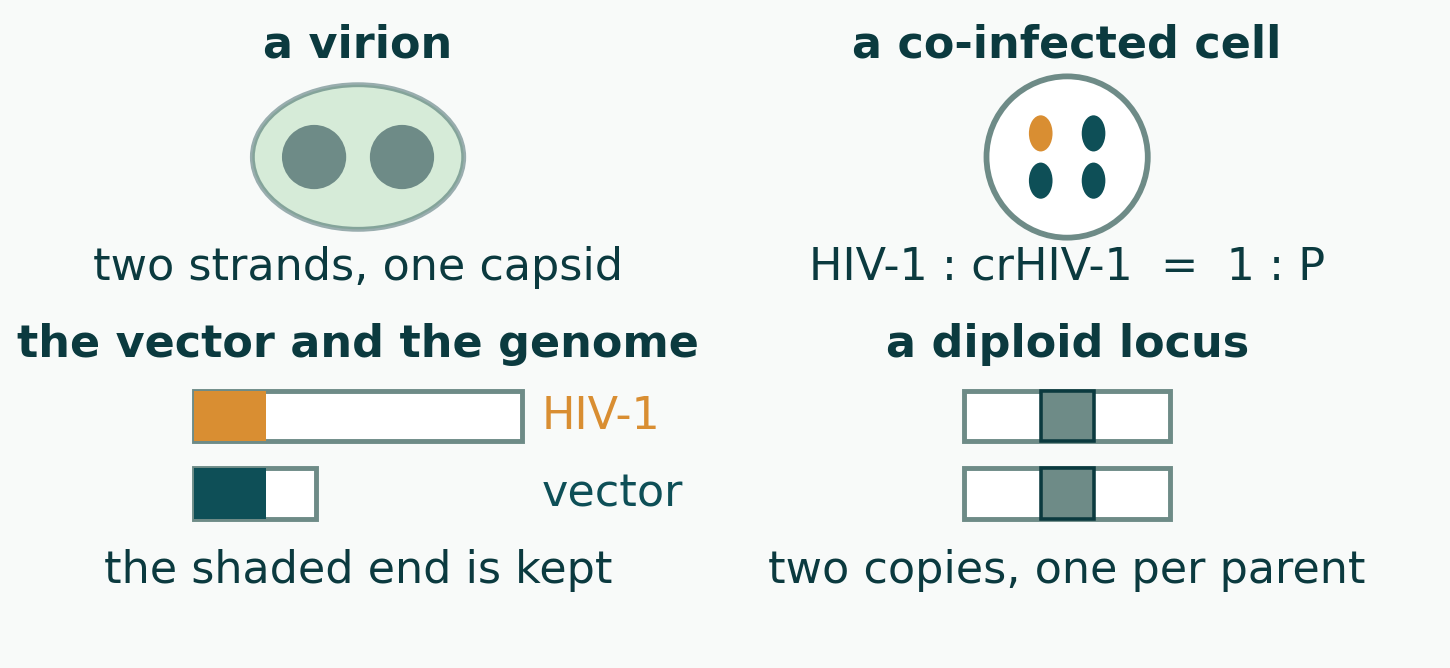 a virion
two strands, one capsid
a co-infected cell
HIV-1 : crHIV-1 = 1 : P
the vector and the genome
HIV-1
vector
the shaded end is kept
a diploid locus
two copies, one per parent